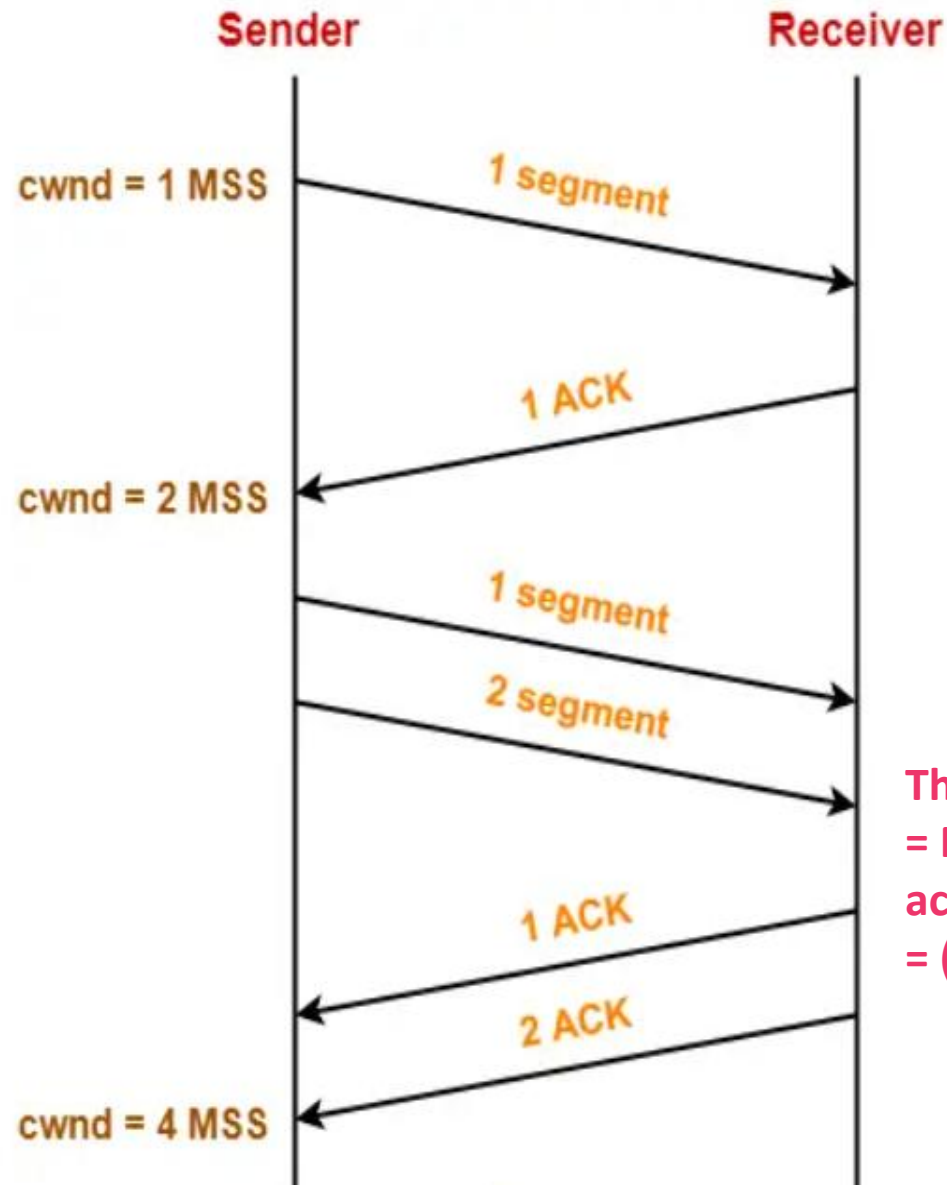 Sender
Receiver
cwnd = 1 MSS
1 segment
1 ACK
cwnd = 2 MSS
1 segment
2 segment
1 ACK
2 ACK
cwnd = 4 MSS
=
= (